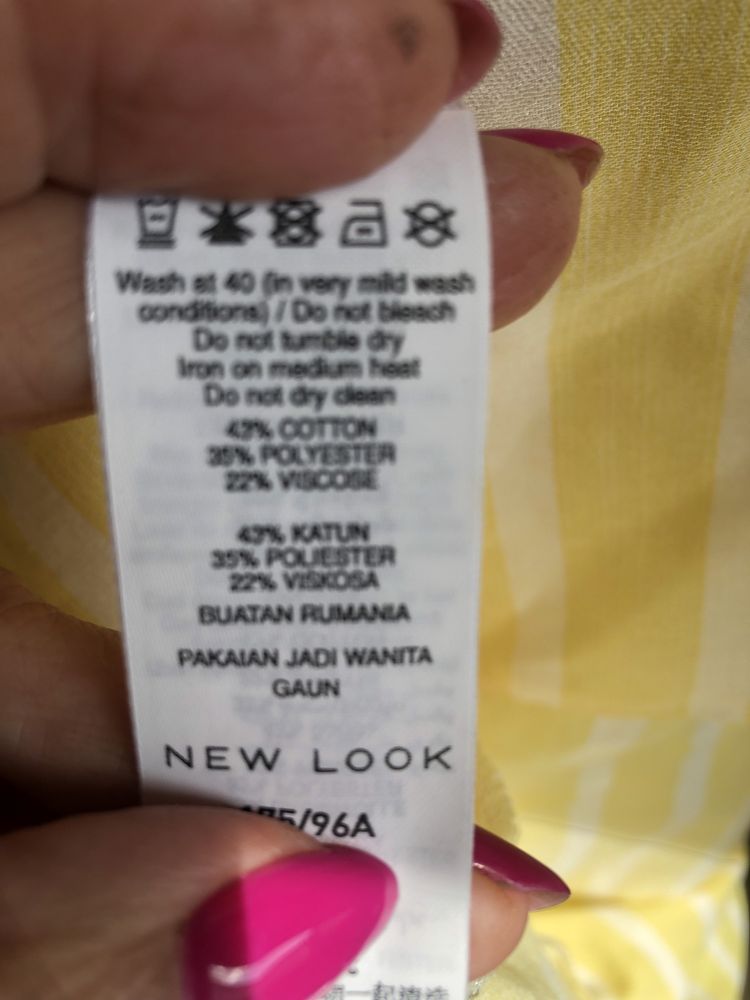 Wash at 40 (in very mild wash
conditions) / Do not bleach
Do not tumble dry
Iron on medium heat
Do not dry clean
43% COTTON
35% POLYESTER
22% VISCOSE
43% KATUN
35% POLIESTER
22% VISKOSA
BUATAN RUMANIA
PAKAIAN JADI WANITA
GAUN
NEW LOOK
/96A